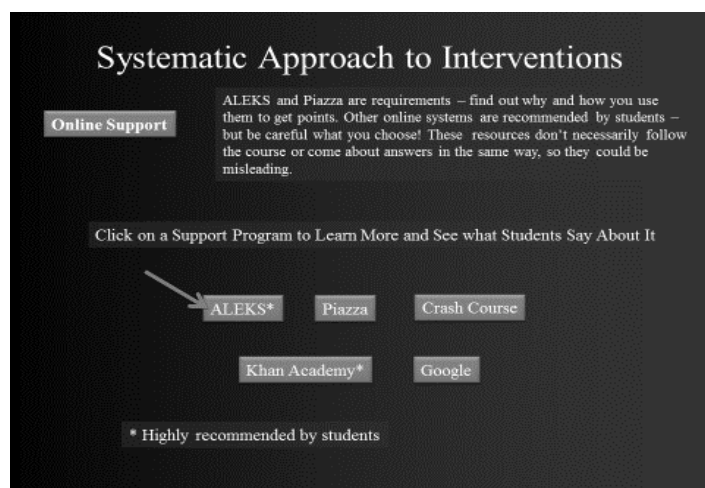 Systematic Approach to Interventions
Online Support
ALEKS and Piazza are requirements – find out why and how you use
them to get points. Other online systems are recommended by students –
but be careful what you choose! These resources don't necessarily follow
the course or come about answers in the same way, so they could be
misleading.
Click on a Support Program to Learn More and See what Students Say About It
ALEKS*
Piazza
Crash Course
Khan Academy*
Google
* Highly recommended by students